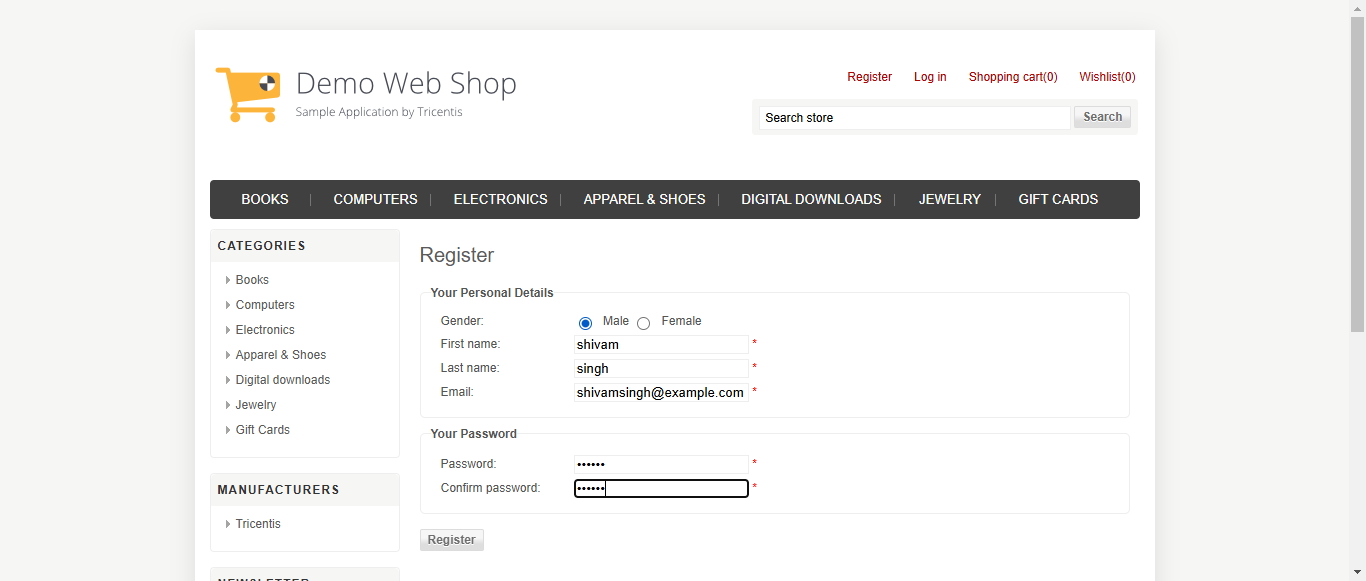 Demo Web Shop
Sample Application by Tricentis
Register Log in Shopping cart(0) Wishlist(0)
Search store Search
BOOKS COMPUTERS ELECTRONICS APPAREL & SHOES DIGITAL DOWNLOADS JEWELRY GIFT CARDS
CATEGORIES
Books
Computers
Electronics
Apparel & Shoes
Digital downloads
Jewelry
Gift Cards
MANUFACTURERS
Tricentis
NEWSLETTER
Register
Your Personal Details
Gender: Male Female
First name: shivam *
Last name: singh *
Email: shivamsingh@example.com *
Your Password
Password: •••••• *
Confirm password: •••••• *
Register